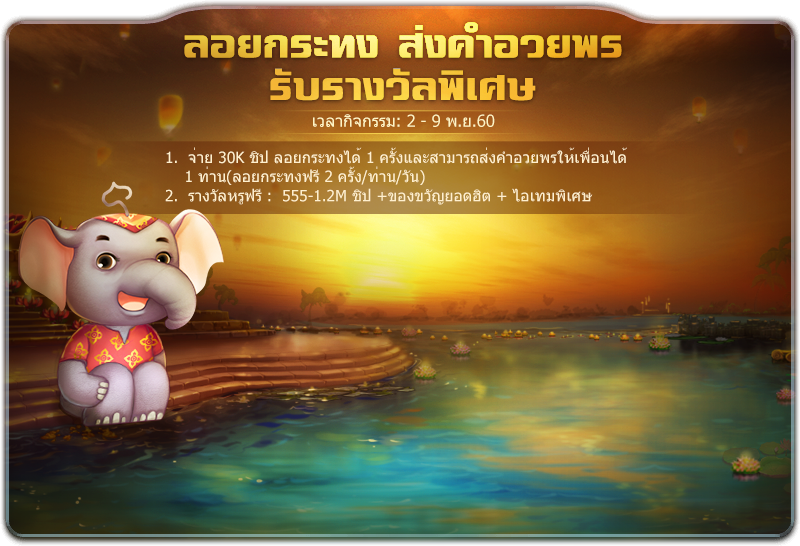 ลอยกระทง ส่งคำอวยพร
รับรางวัลพิเศษ
เวลากิจกรรม: 2 - 9 พ.ย.60
1. จ่าย 30K ชิป ลอยกระทงได้ 1 ครั้งและสามารถส่งคำอวยพรให้เพื่อนได้
1 ท่าน(ลอยกระทงฟรี 2 ครั้ง/ท่าน/วัน)
2. รางวัลหรูฟรี : 555-1.2M ชิป +ของขวัญยอดฮิต + ไอเทมพิเศษ